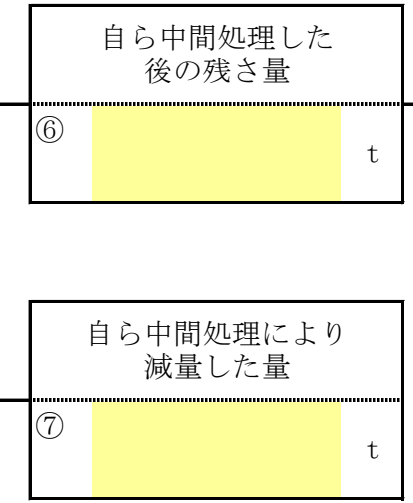 自ら中間処理した
後の残さ量
⑥
t
自ら中間処理により
減量した量
⑦
t